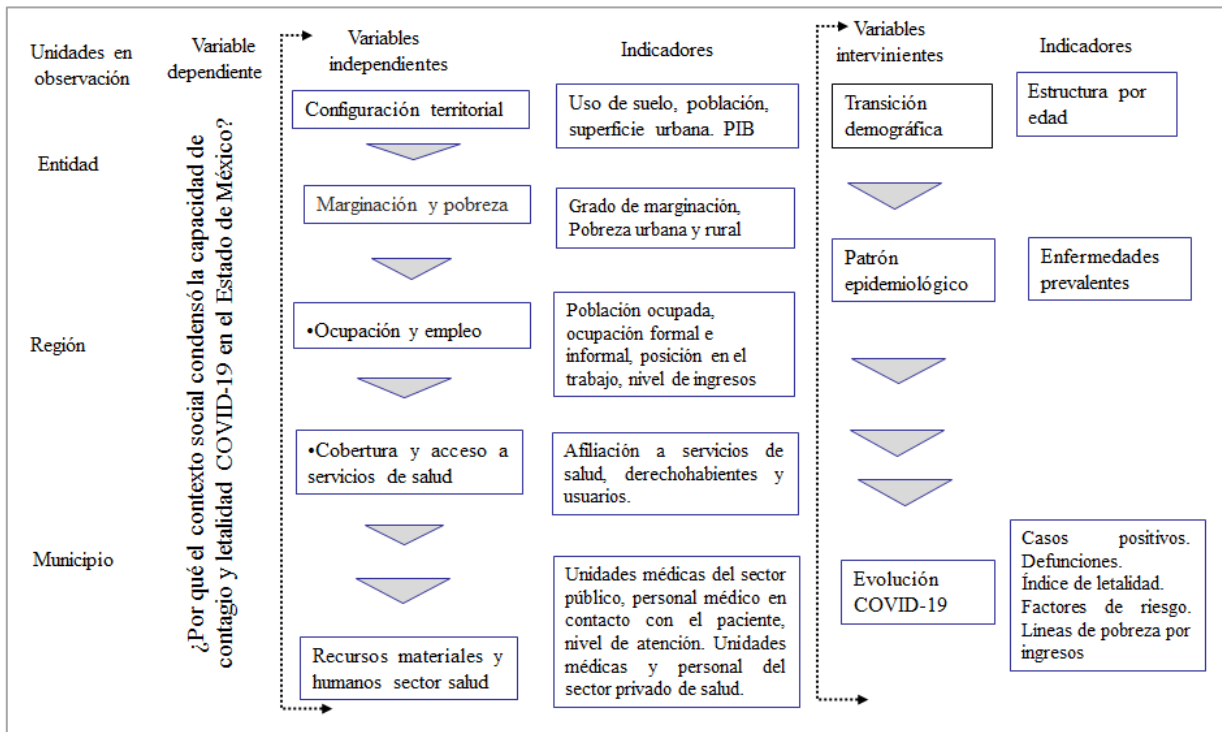 Unidades en
observación
Variable
dependiente
Variables
independientes
Indicadores
Variables
intervinientes
Indicadores
Entidad
Región
Municipio
¿Por qué el contexto social condensó la capacidad de
contagio y letalidad COVID-19 en el Estado de México?
Configuración territorial
Uso de suelo, población,
superficie urbana. PIB
Marginación y pobreza
Grado de marginación,
Pobreza urbana y rural
•Ocupación y empleo
Población ocupada,
ocupación formal e
informal, posición en el
trabajo, nivel de ingresos
•Cobertura y acceso a
servicios de salud
Afiliación a servicios de
salud, derechohabientes y
usuarios.
Recursos materiales y
humanos sector salud
Unidades médicas del sector
público, personal médico en
contacto con el paciente,
nivel de atención. Unidades
médicas y personal del
sector privado de salud.
Transición
demográfica
Estructura por
edad
Patrón
epidemiológico
Enfermedades
prevalentes
Evolución
COVID-19
Casos positivos.
Defunciones.
Índice de letalidad.
Factores de riesgo.
Líneas de pobreza por
ingresos